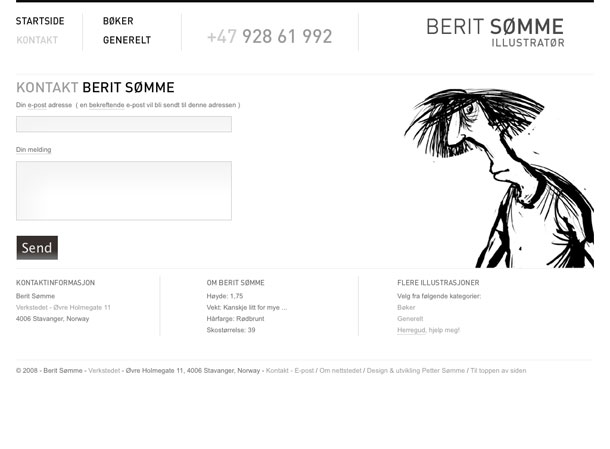 STARTSIDE
BØKER
KONTAKT
GENERELT
+47 928 61 992
BERIT SØMME
ILLUSTRATØR
KONTAKT BERIT SØMME
Din e-post adresse ( en bekreftende e-post vil bli sendt til denne adressen )
Din melding
Send
KONTAKTINFORMASJON
Berit Sømme
Verkstedet - Øvre Holmegate 11
4006 Stavanger, Norway
OM BERIT SØMME
Høyde: 1,75
Vekt: Kanskje litt for mye ...
Hårfarge: Rødbrunt
Skostørrelse: 39
FLERE ILLUSTRASJONER
Velg fra følgende kategorier:
Bøker
Generelt
Herregud, hjelp meg!
© 2008 - Berit Sømme - Verkstedet - Øvre Holmegate 11, 4006 Stavanger, Norway - Kontakt - E-post / Om nettstedet / Design & utvikling Petter Sømme / Til toppen av siden